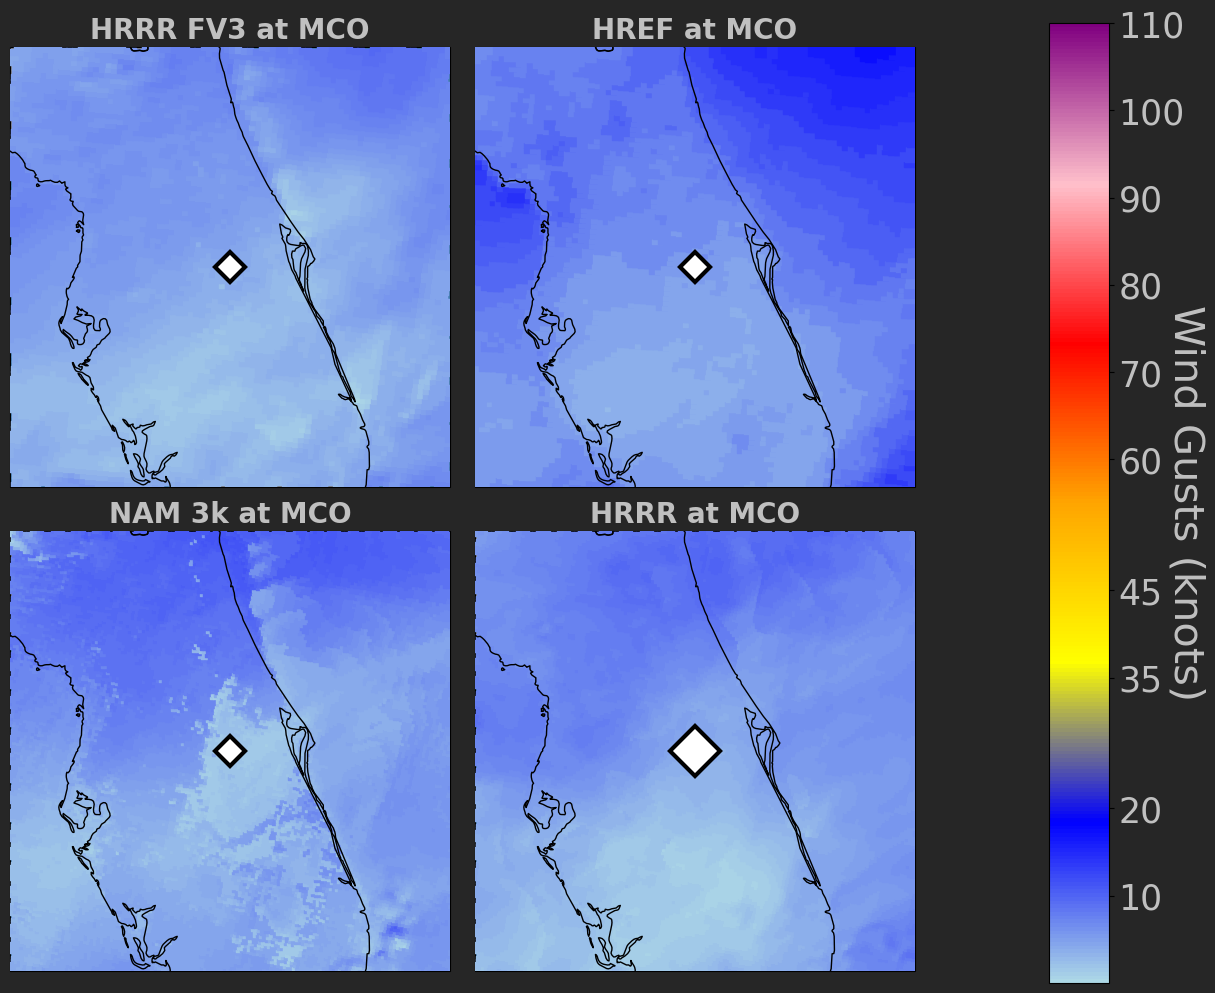 HRRR FV3 at MCO
HREF at MCO
NAM 3k at MCO
HRRR at MCO
110
100
90
80
70
60
45
35
20
10
Wind Gusts (knots)